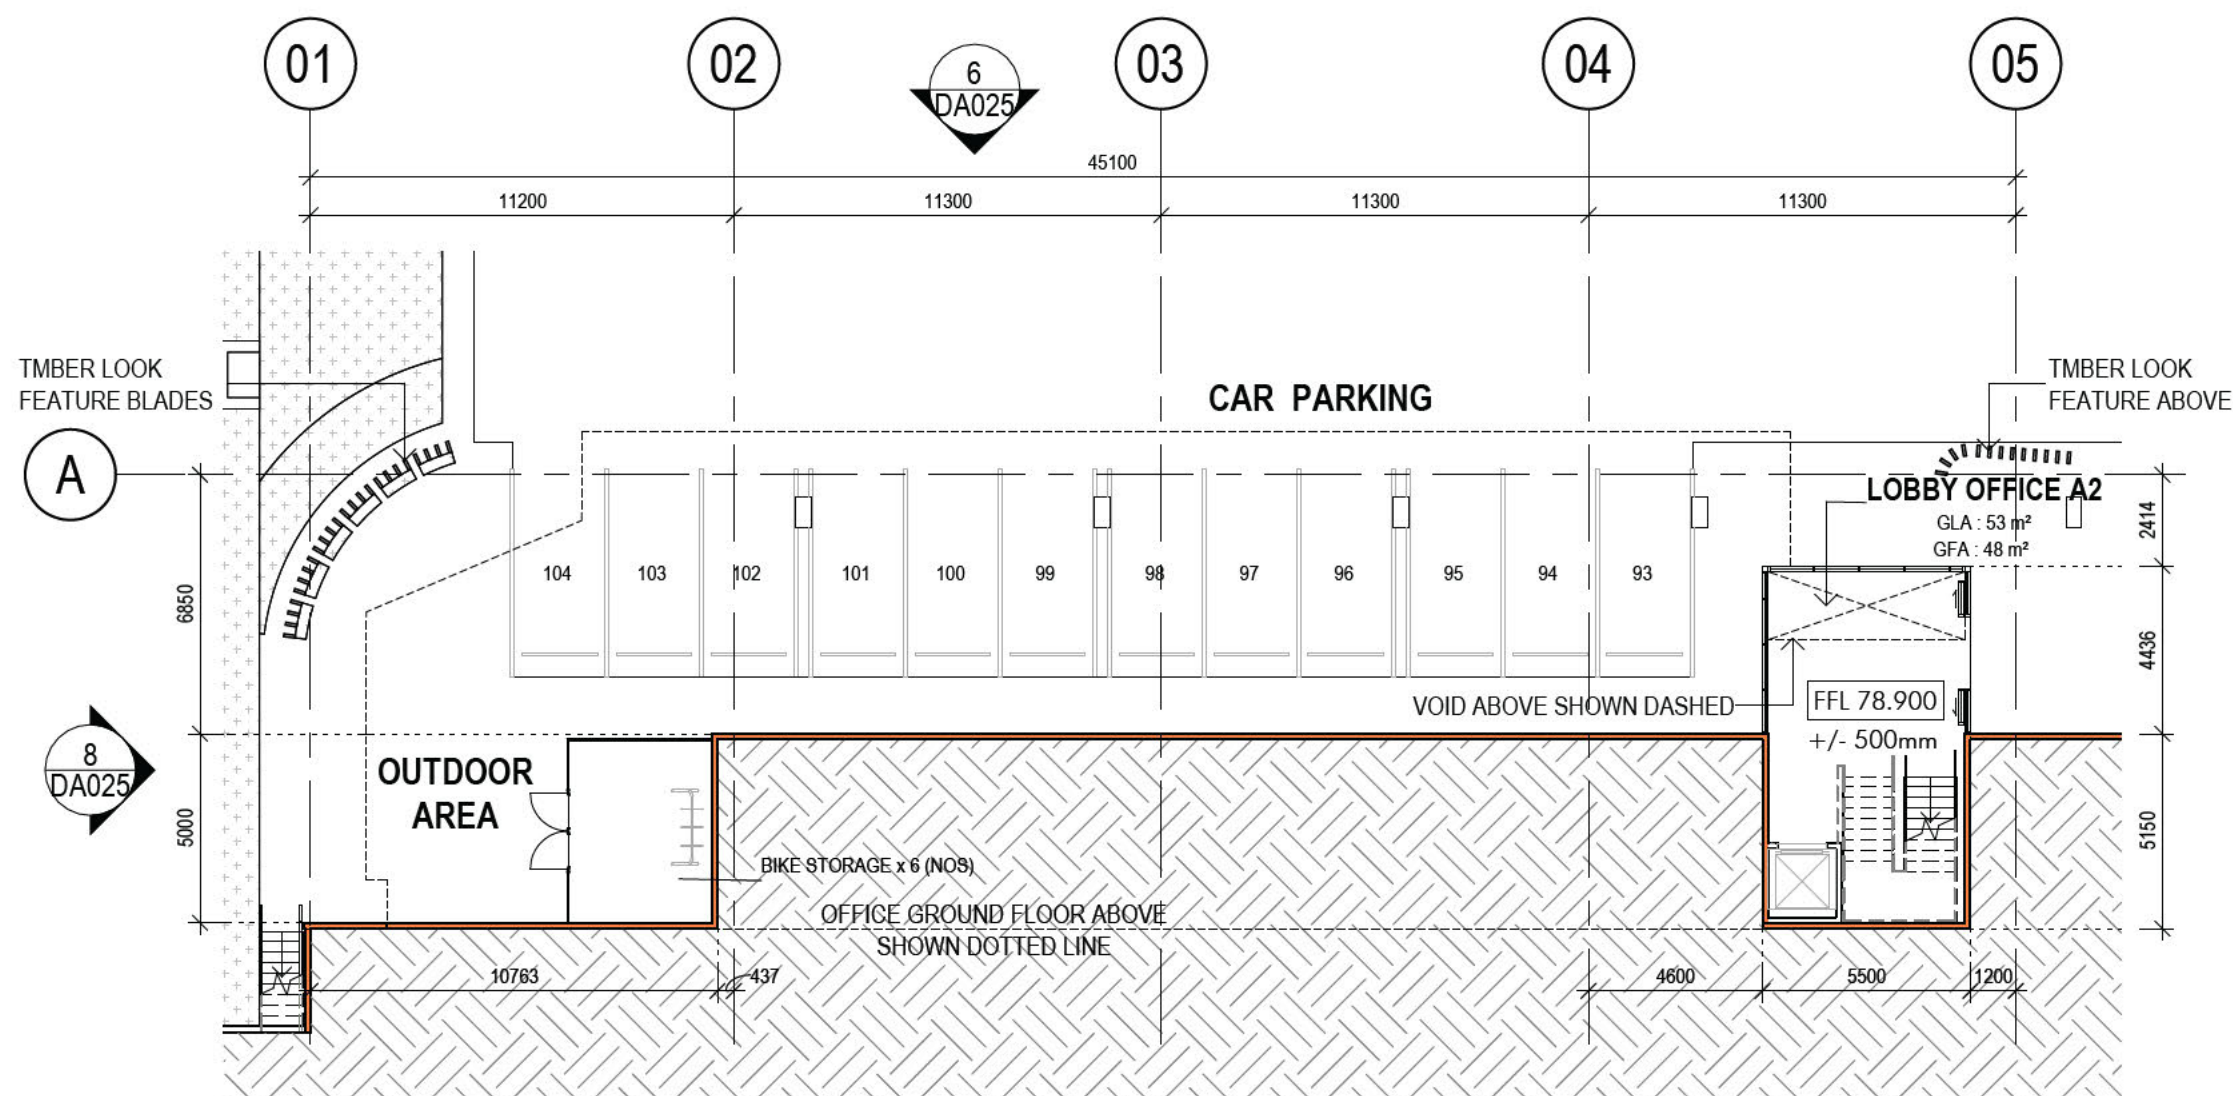 01
02
03
04
05
6
DA025
45100
11200
11300
11300
11300
TMBER LOOK
FEATURE BLADES
CAR PARKING
TMBER LOOK
FEATURE ABOVE
A
LOBBY OFFICE A2
GLA : 53 m²
GFA : 48 m²
2414
104
103
102
101
100
99
98
97
96
95
94
93
6850
4436
VOID ABOVE SHOWN DASHED
FFL 78.900
+/- 500mm
8
DA025
OUTDOOR
AREA
5000
5150
BIKE STORAGE x 6 (NOS)
OFFICE GROUND FLOOR ABOVE
SHOWN DOTTED LINE
10763
437
4600
5500
1200